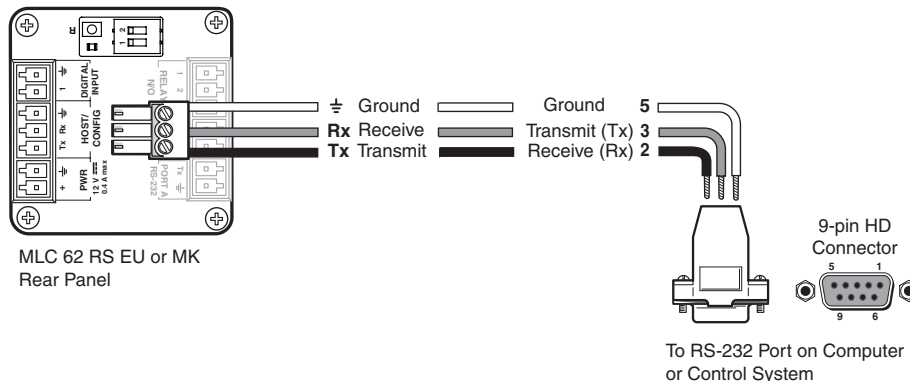 R
2
1
DIGITAL
INPUT
1
HOST/
CONFIG
Rx
Tx
PWR
12 V
0.4 A max
+
RELAY
N/O
1
2
PORT A
RS-232
Tx
Ground
Rx Receive
Tx Transmit
Ground 5
Transmit (Tx) 3
Receive (Rx) 2
MLC 62 RS EU or MK
Rear Panel
9-pin HD
Connector
5 1
9 6
To RS-232 Port on Computer
or Control System